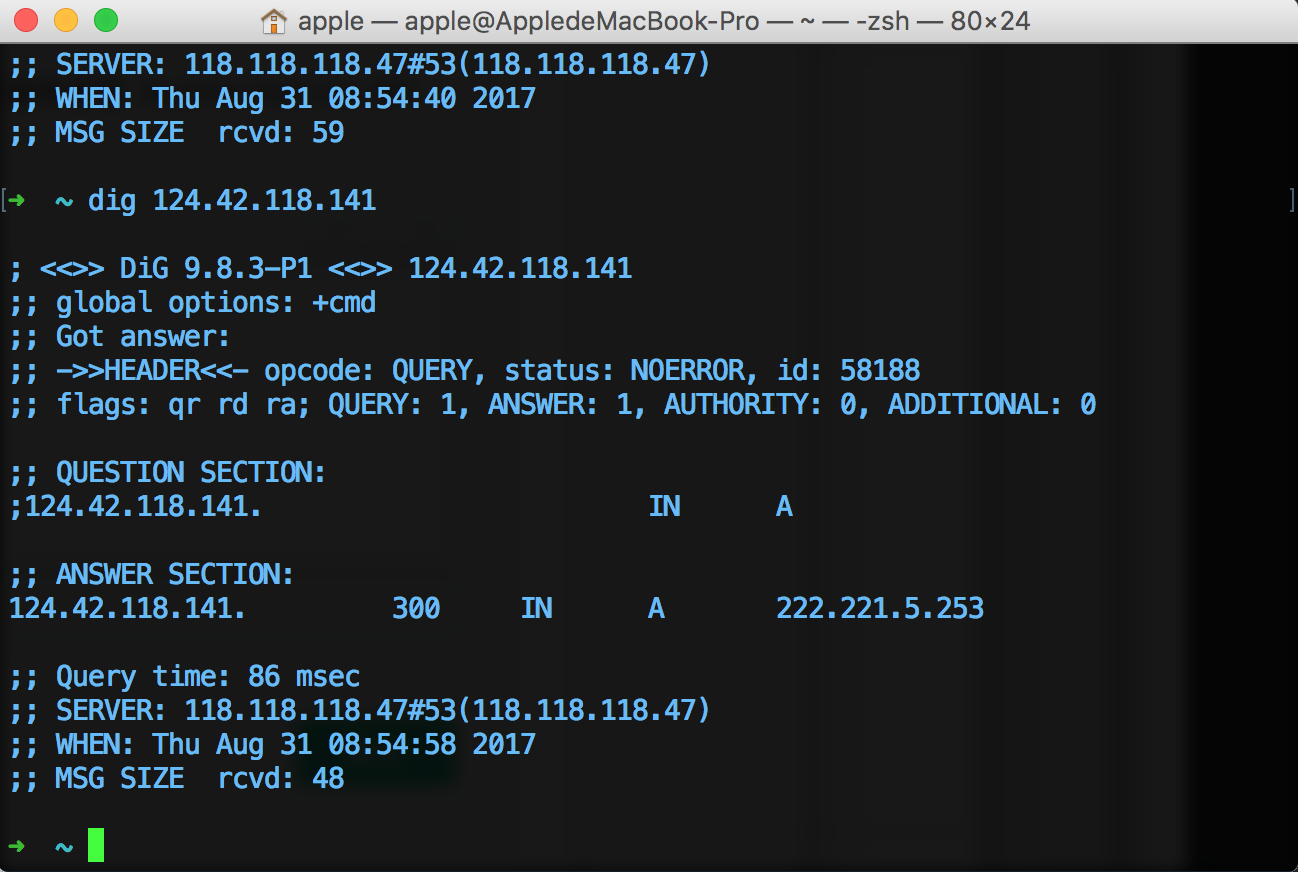 apple — apple@AppledeMacBook-Pro — ~ — -zsh — 80×24
;; SERVER: 118.118.118.47#53(118.118.118.47)
;; WHEN: Thu Aug 31 08:54:40 2017
;; MSG SIZE  rcvd: 59
[➜  ~ dig 124.42.118.141 ]
; <<>> DiG 9.8.3-P1 <<>> 124.42.118.141
;; global options: +cmd
;; Got answer:
;; ->>HEADER<<- opcode: QUERY, status: NOERROR, id: 58188
;; flags: qr rd ra; QUERY: 1, ANSWER: 1, AUTHORITY: 0, ADDITIONAL: 0
;; QUESTION SECTION:
;124.42.118.141. IN A
;; ANSWER SECTION:
124.42.118.141. 300 IN A 222.221.5.253
;; Query time: 86 msec
;; SERVER: 118.118.118.47#53(118.118.118.47)
;; WHEN: Thu Aug 31 08:54:58 2017
;; MSG SIZE  rcvd: 48
➜  ~